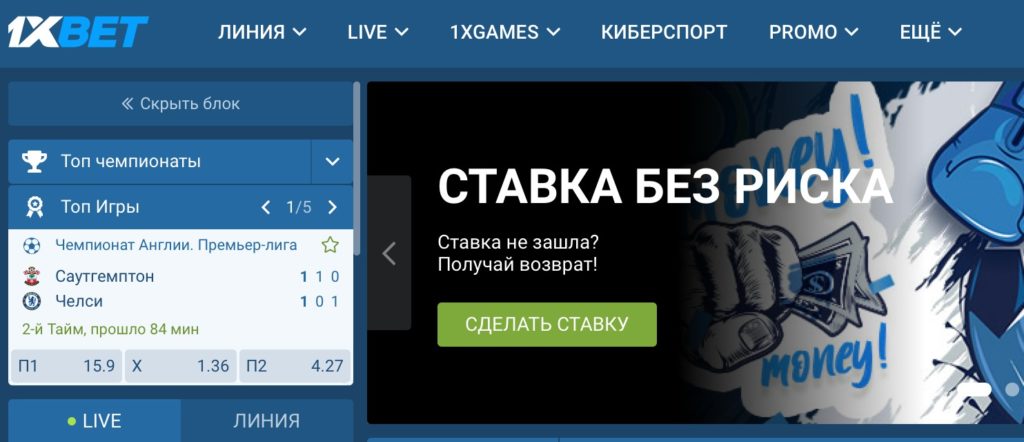 1XBET
ЛИНИЯ
LIVE
1XGAMES
КИБЕРСПОРТ
PROMO
ЕЩЁ
« Скрыть блок
Топ чемпионаты
Топ Игры
1/5
Чемпионат Англии. Премьер-лига
Саутгемптон 1 1 0
Челси 1 0 1
2-й Тайм, прошло 84 мин
П1 15.9 X 1.36 П2 4.27
LIVE
ЛИНИЯ
СТАВКА БЕЗ РИСКА
Ставка не зашла?
Получай возврат!
СДЕЛАТЬ СТАВКУ
money!
money!